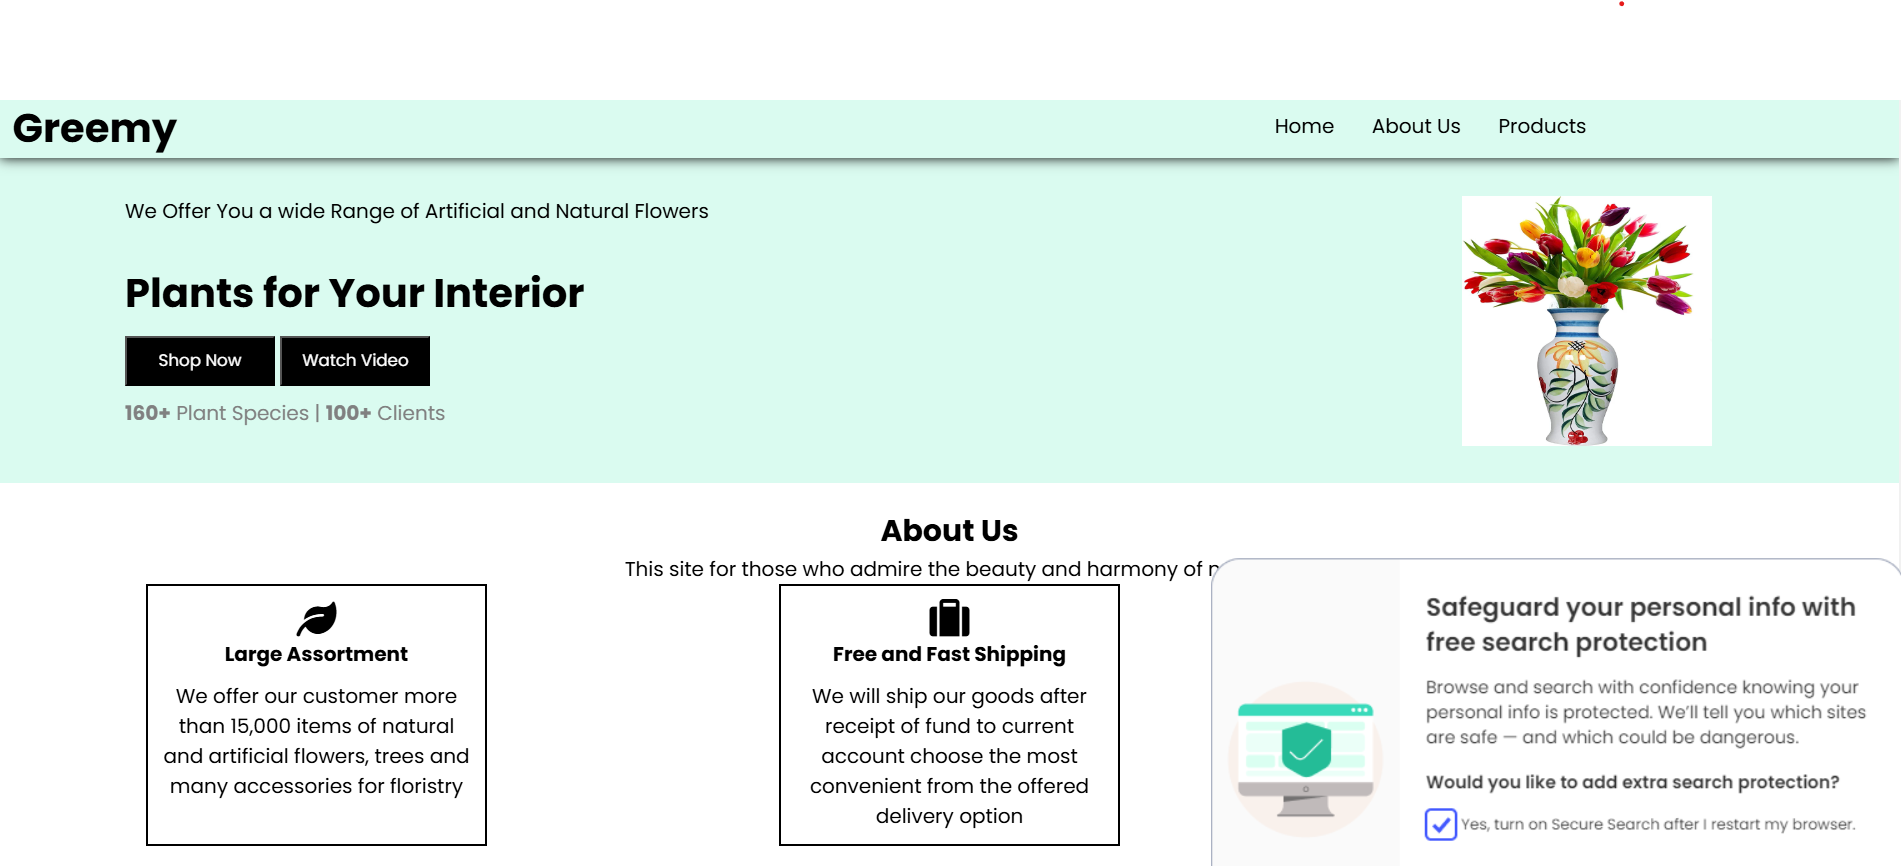 Greemy
Home About Us Products
We Offer You a wide Range of Artificial and Natural Flowers
Plants for Your Interior
Shop Now Watch Video
160+ Plant Species | 100+ Clients
About Us
This site for those who admire the beauty and harmony of
Large Assortment
We offer our customer more
than 15,000 items of natural
and artificial flowers, trees and
many accessories for floristry
Free and Fast Shipping
We will ship our goods after
receipt of fund to current
account choose the most
convenient from the offered
delivery option
Safeguard your personal info with
free search protection
Browse and search with confidence knowing your
personal info is protected. We'll tell you which sites
are safe — and which could be dangerous.
Would you like to add extra search protection?
Yes, turn on Secure Search after I restart my browser.